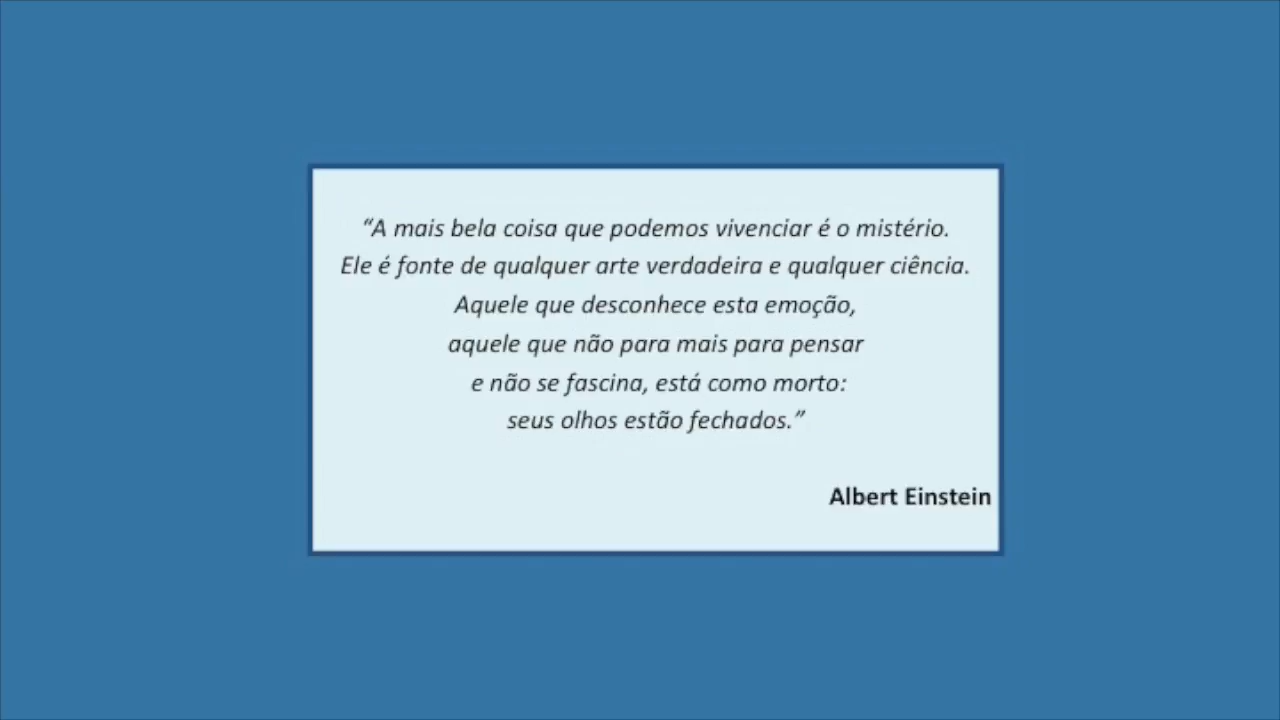 “A mais bela coisa que podemos vivenciar é o mistério.
Ele é fonte de qualquer arte verdadeira e qualquer ciência.
Aquele que desconhece esta emoção,
aquele que não para mais para pensar
e não se fascina, está como morto:
seus olhos estão fechados.”
Albert Einstein